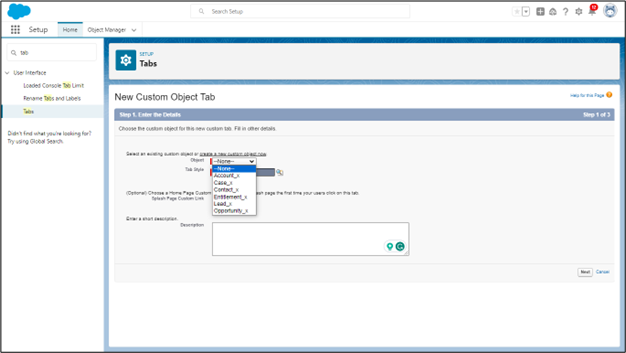 Search Setup
12
Setup
Home
Object Manager
tab
User Interface
Loaded Console Tab Limit
Rename Tabs and Labels
Tabs
Didn't find what you're looking for?
Try using Global Search.
SETUP
Tabs
New Custom Object Tab
Help for this Page
Step 1. Enter the Details
Step 1 of 3
Choose the custom object for this new custom tab. Fill in other details.
Select an existing custom object or create a new custom object now.
Object
--None--
Tab Style
--None--
Account_x
Case_x
Contact_x
Entitlement_x
Lead_x
Opportunity_x
(Optional) Choose a Home Page Custom
ash page the first time your users click on this tab.
Splash Page Custom Link
Enter a short description.
Description
Next
Cancel